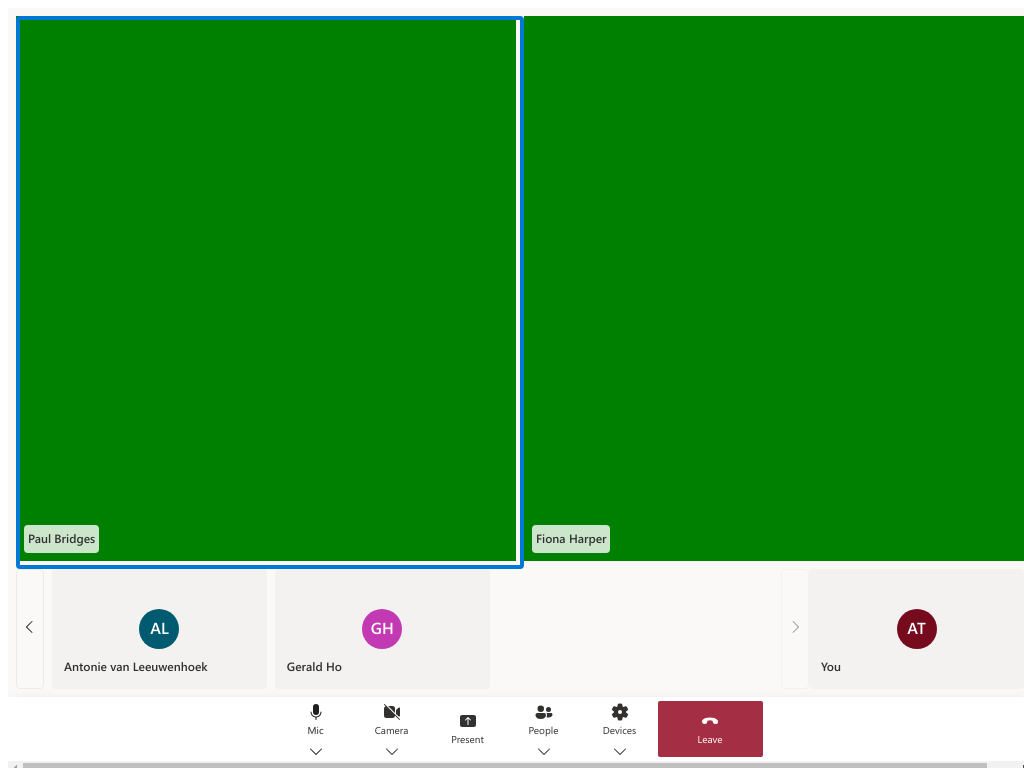 Paul Bridges
Fiona Harper
AL
Antonie van Leeuwenhoek
GH
Gerald Ho
AT
You
Mic
Camera
Present
People
Devices
Leave